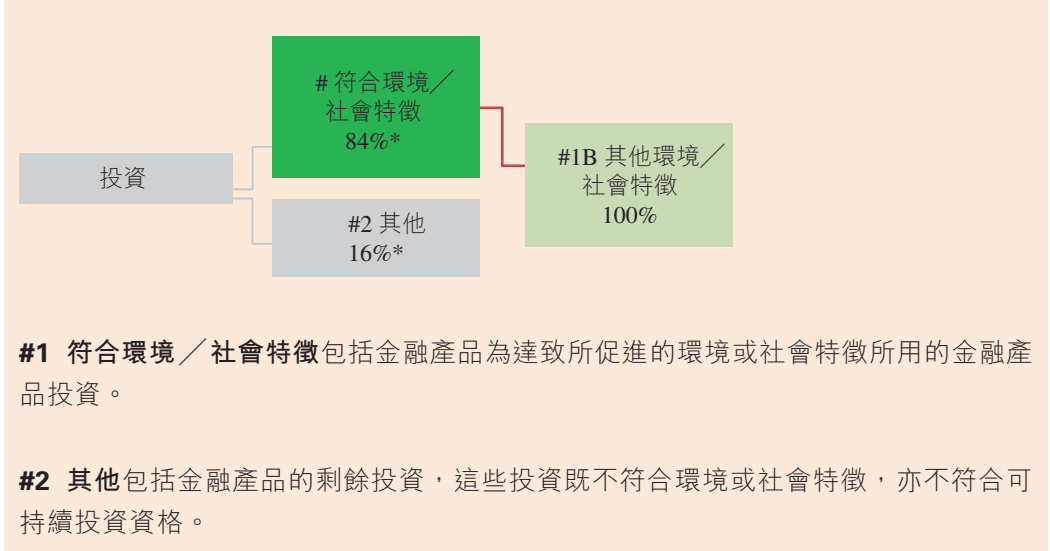 # 符合環境／
社會特徵
84%*
投資
#1B 其他環境／
社會特徵
100%
#2 其他
16%*
#1 符合環境／社會特徵包括金融產品為達致所促進的環境或社會特徵所用的金融產
品投資。
#2 其他包括金融產品的剩餘投資，這些投資既不符合環境或社會特徵，亦不符合可
持續投資資格。